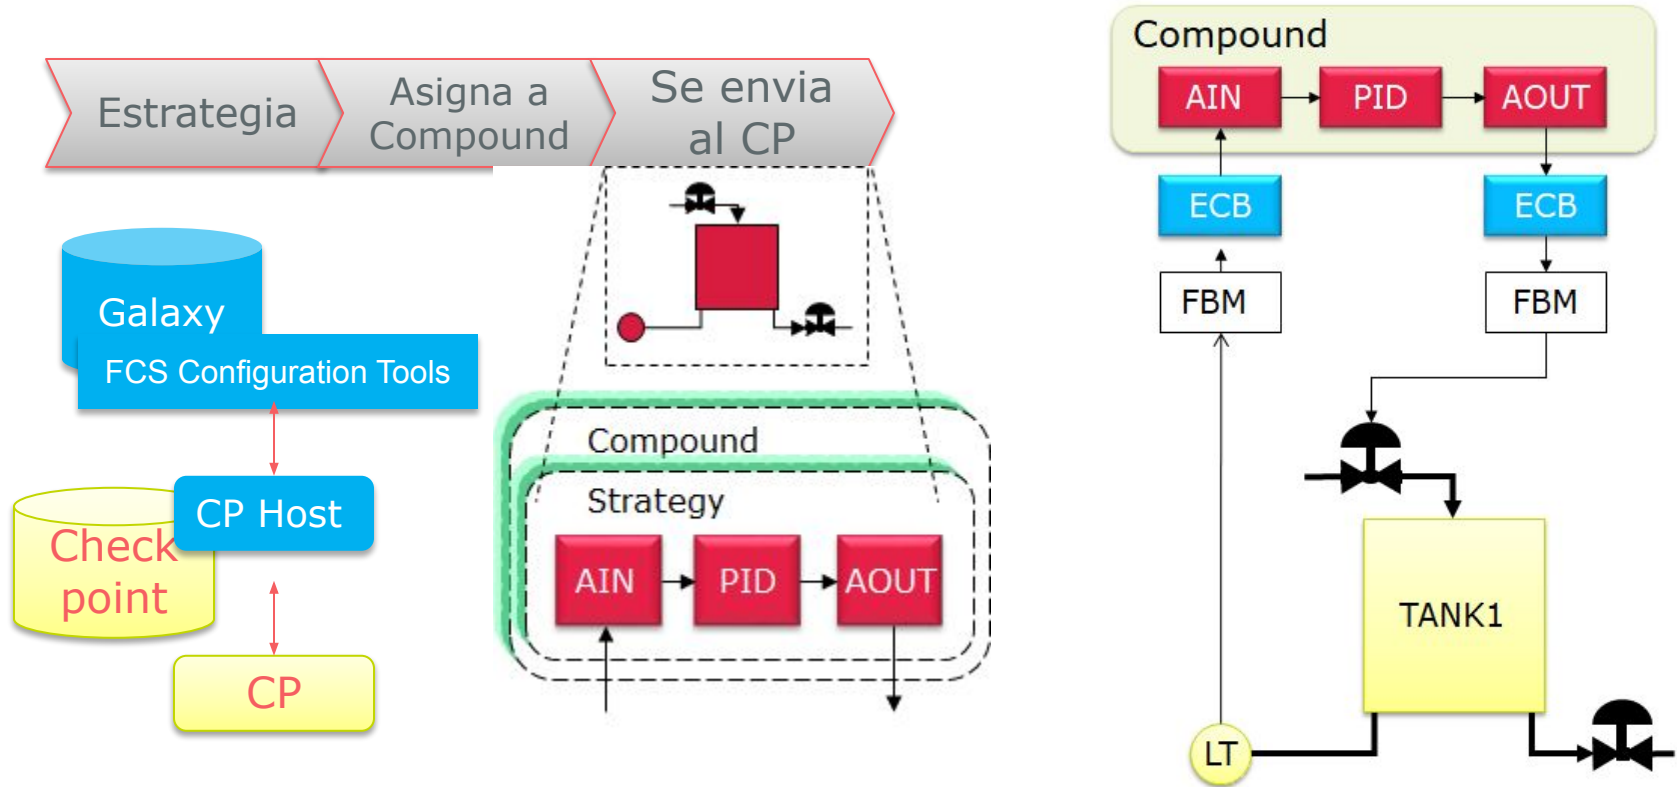 Estrategia
Asigna a
Compound
Se envia
al CP
Galaxy
FCS Configuration Tools
CP Host
Check
point
CP
Compound
Strategy
AIN
PID
AOUT
Compound
AIN
PID
AOUT
ECB
ECB
FBM
FBM
TANK1
LT